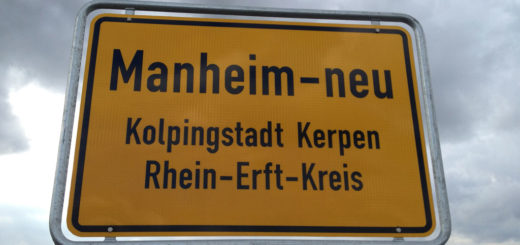 Manheim-neu
Kolpingstadt Kerpen
Rhein-Erft-Kreis